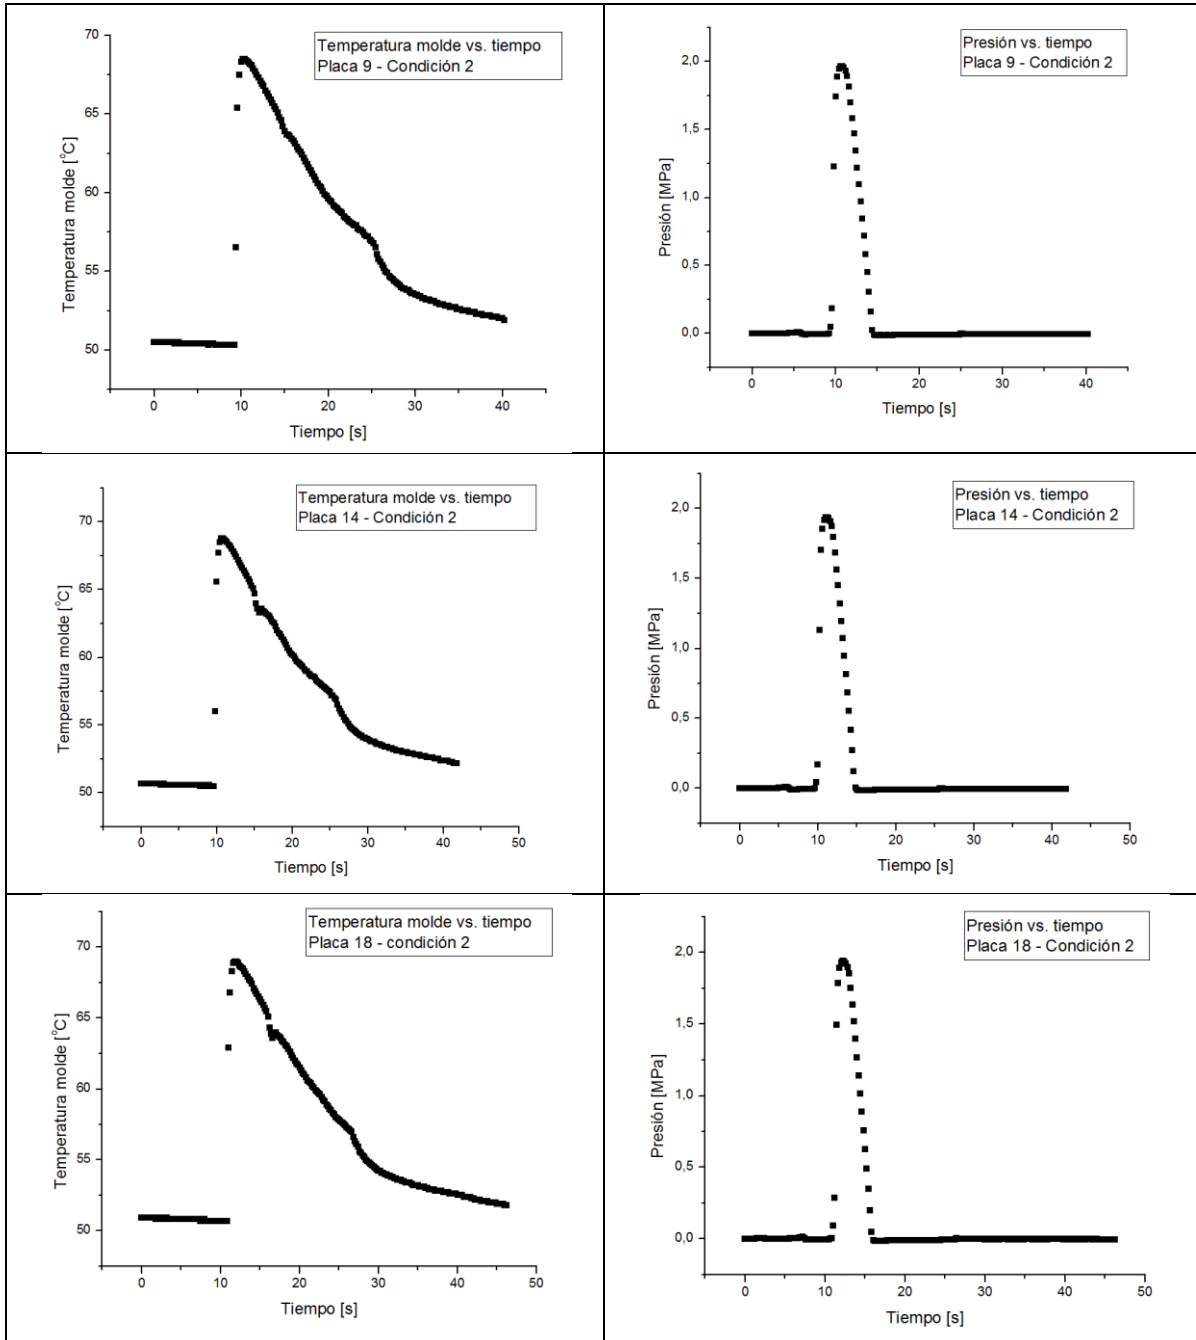 Temperatura molde vs. tiempo
Placa 9 - Condición 2
Temperatura molde [°C]
70
65
60
55
50
0 10 20 30 40
Tiempo [s]
Presión vs. tiempo
Placa 9 - Condición 2
Presión [MPa]
2,0
1,5
1,0
0,5
0,0
0 10 20 30 40
Tiempo [s]
Temperatura molde vs. tiempo
Placa 14 - Condición 2
Temperatura molde [°C]
70
65
60
55
50
0 10 20 30 40 50
Tiempo [s]
Presión vs. tiempo
Placa 14 - Condición 2
Presión [MPa]
2,0
1,5
1,0
0,5
0,0
0 10 20 30 40 50
Tiempo [s]
Temperatura molde vs. tiempo
Placa 18 - condición 2
Temperatura molde [°C]
70
65
60
55
50
0 10 20 30 40 50
Tiempo [s]
Presión vs. tiempo
Placa 18 - Condición 2
Presión [MPa]
2,0
1,5
1,0
0,5
0,0
0 10 20 30 40 50
Tiempo [s]